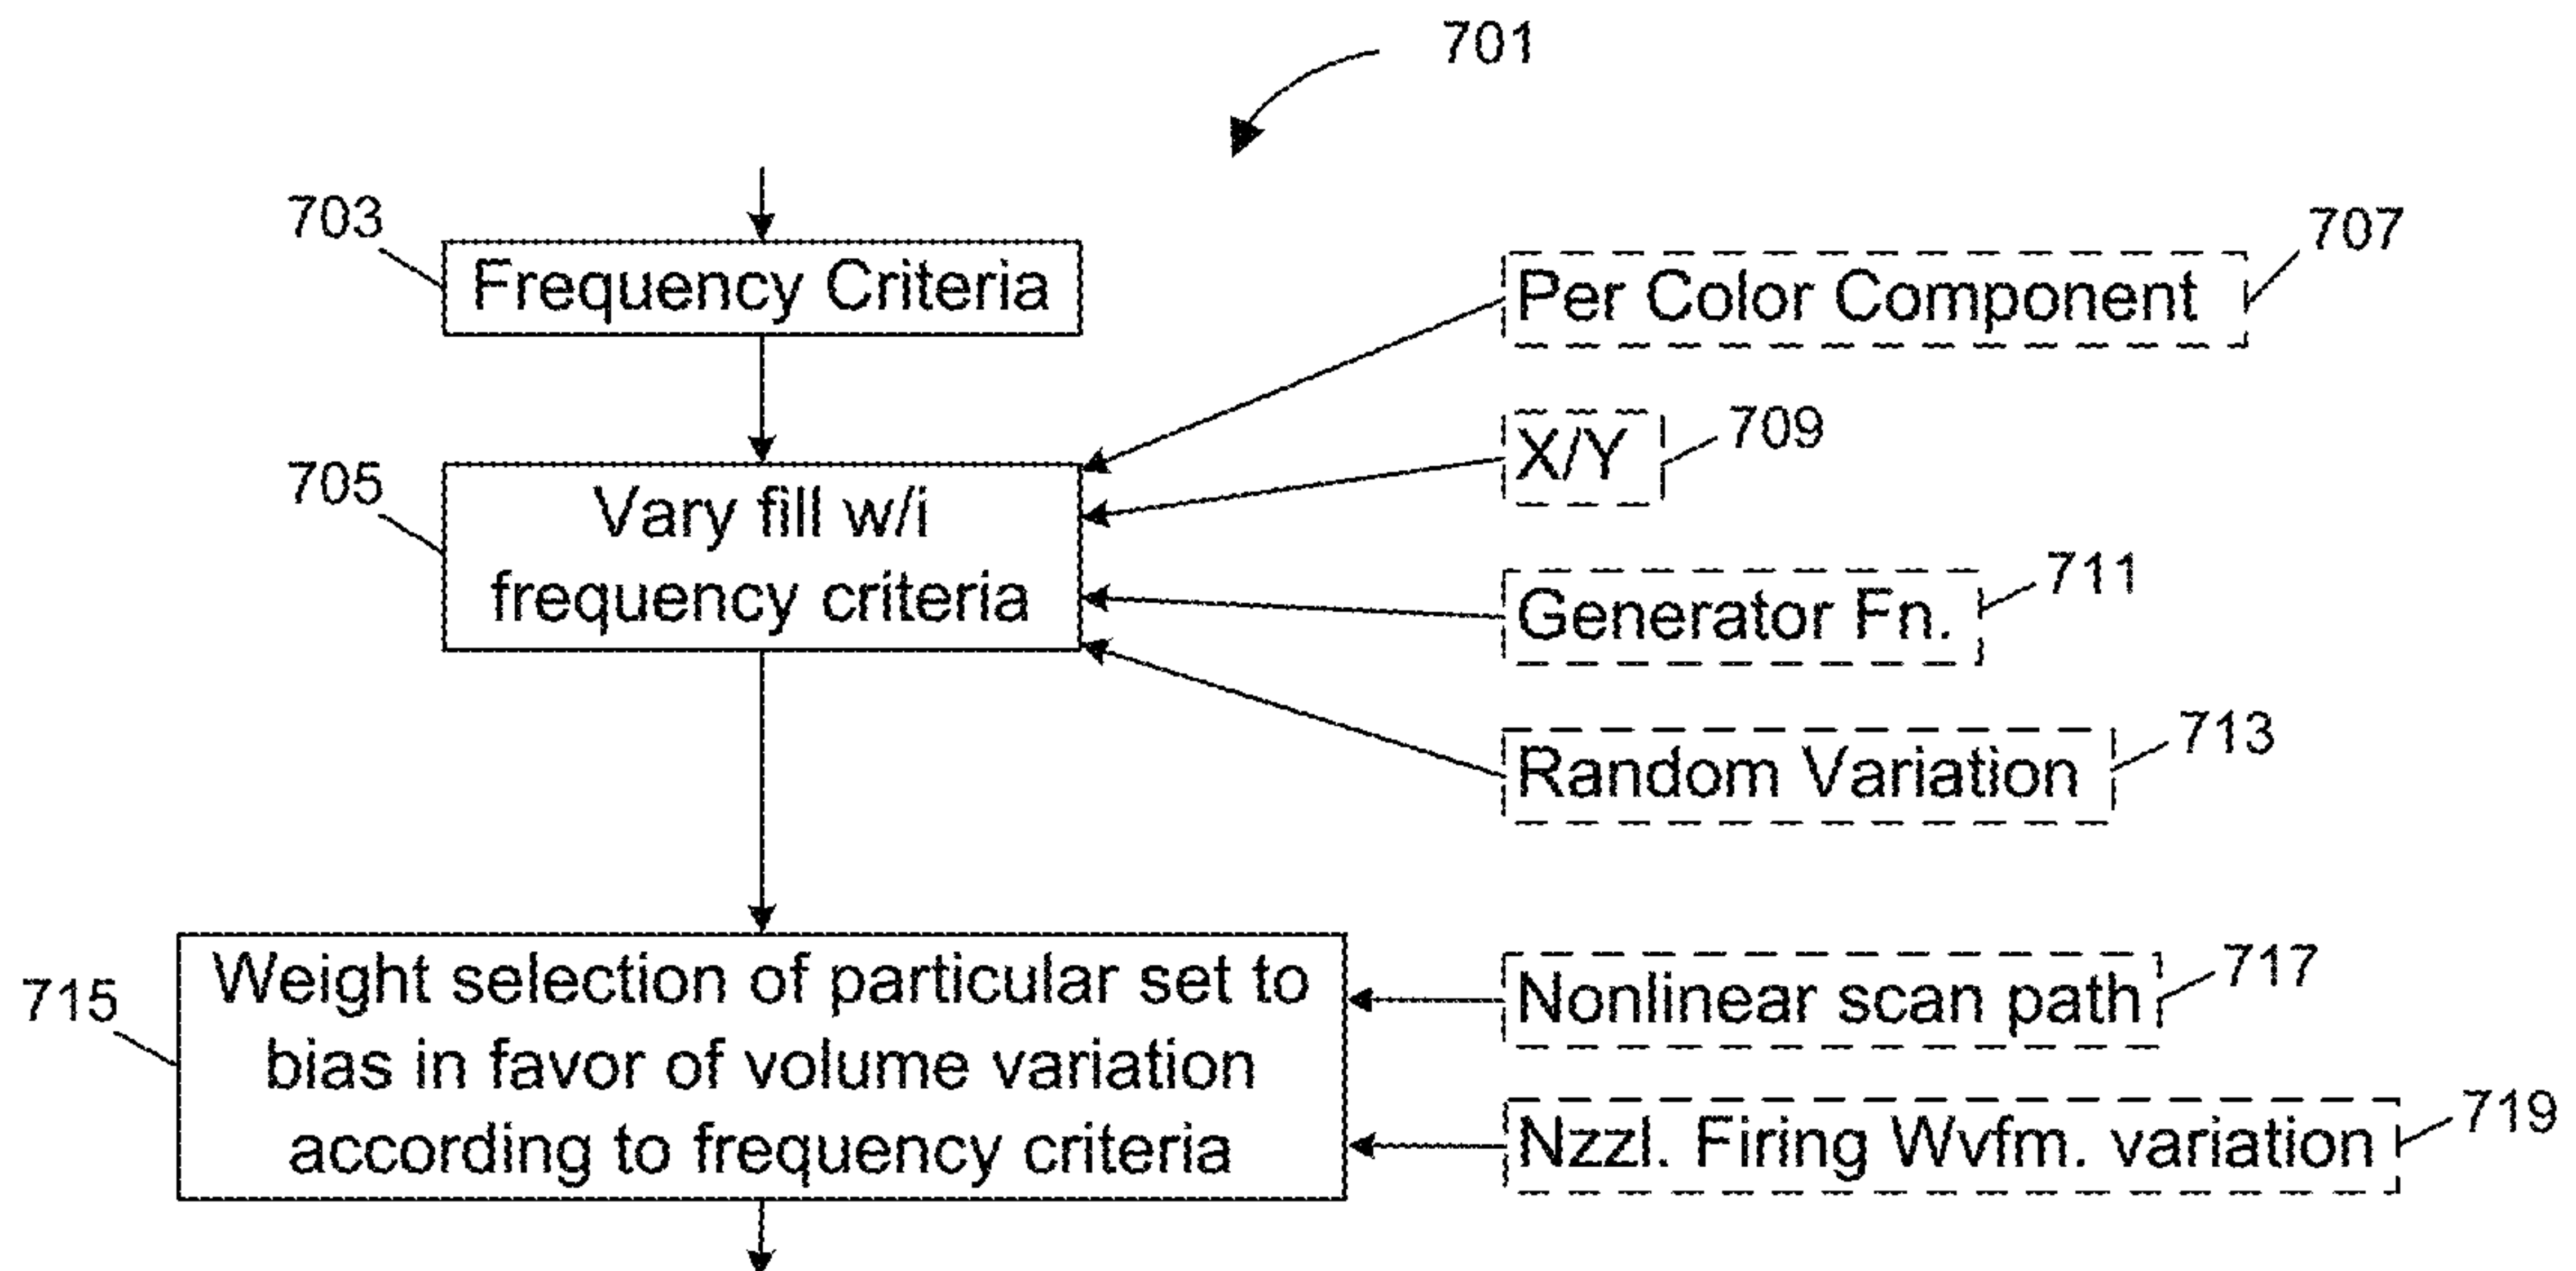 701
703
Frequency Criteria
707
Per Color Component
709
X/Y
705
Vary fill w/i
frequency criteria
711
Generator Fn.
713
Random Variation
715
Weight selection of particular set to
bias in favor of volume variation
according to frequency criteria
717
Nonlinear scan path
719
Nzzl. Firing Wvfm. variation